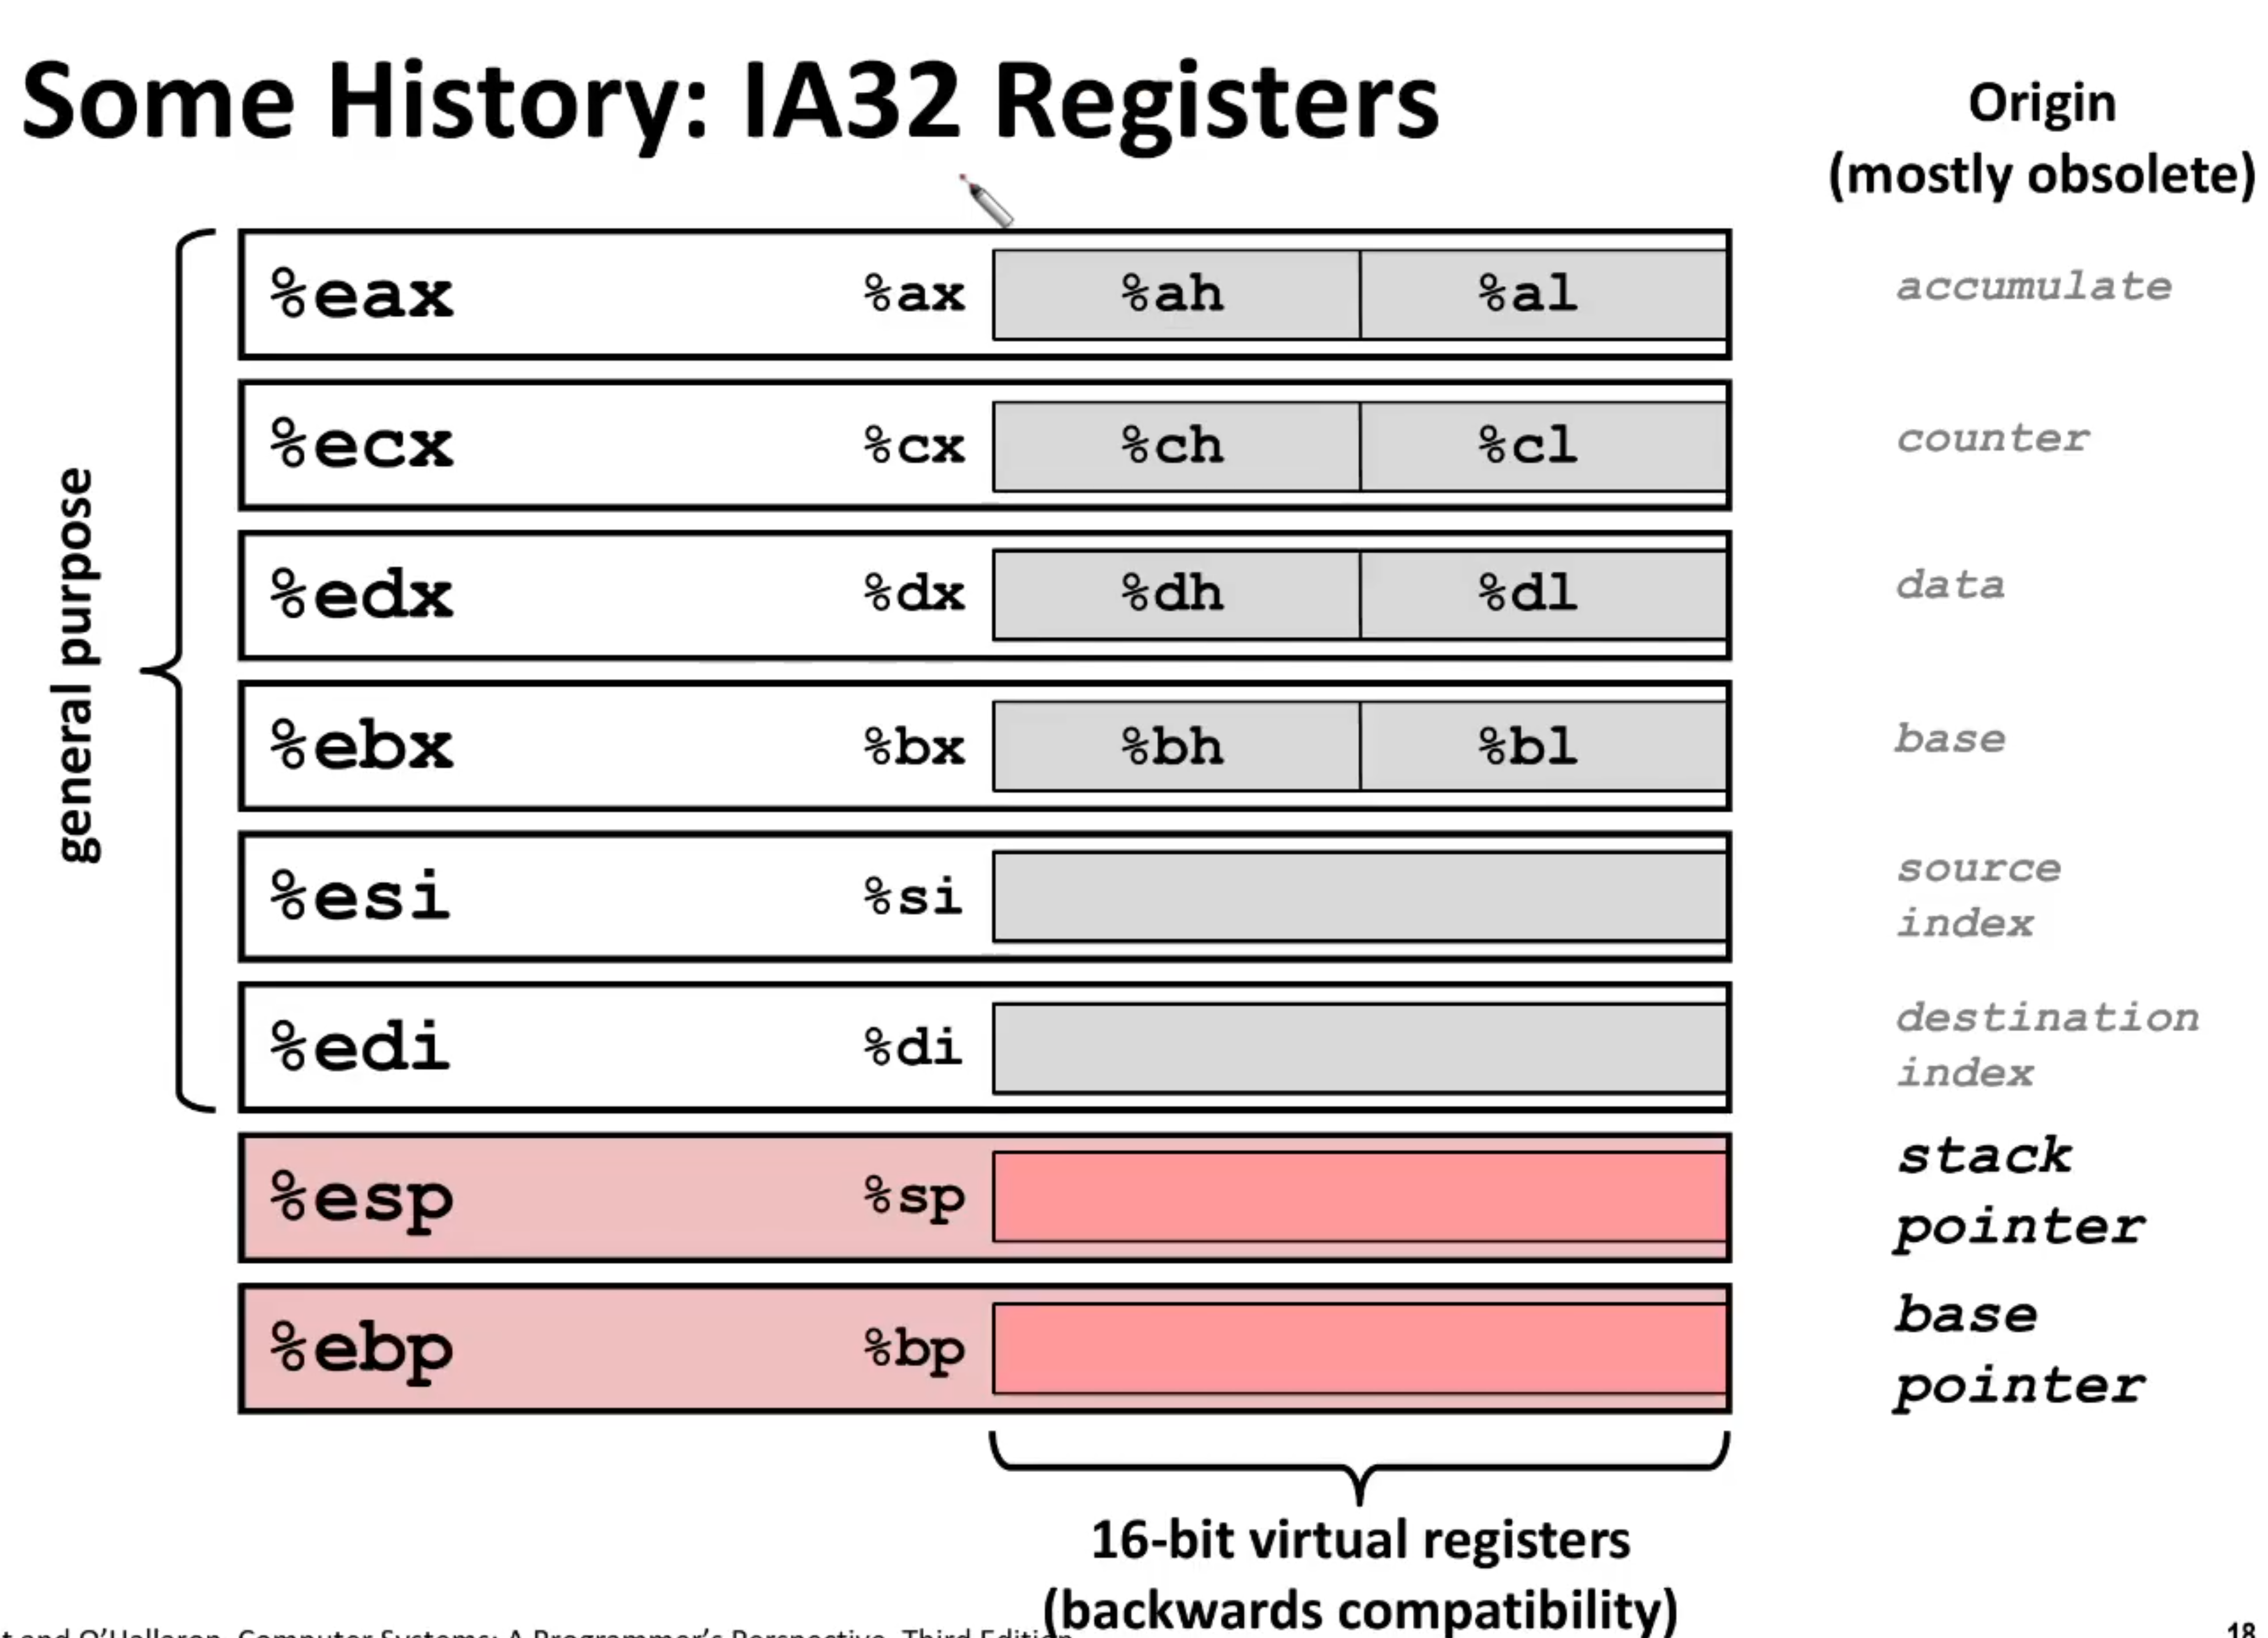 Some History: IA32 Registers
Origin
(mostly obsolete)
general purpose
%eax %ax %ah %al accumulate
%ecx %cx %ch %cl counter
%edx %dx %dh %dl data
%ebx %bx %bh %bl base
%esi %si source
index
%edi %di destination
index
%esp %sp stack
pointer
%ebp %bp base
pointer
16-bit virtual registers
(backwards compatibility)
and O'Hallaron, Computer Systems: A Programmer's Perspective, Third Edition
18